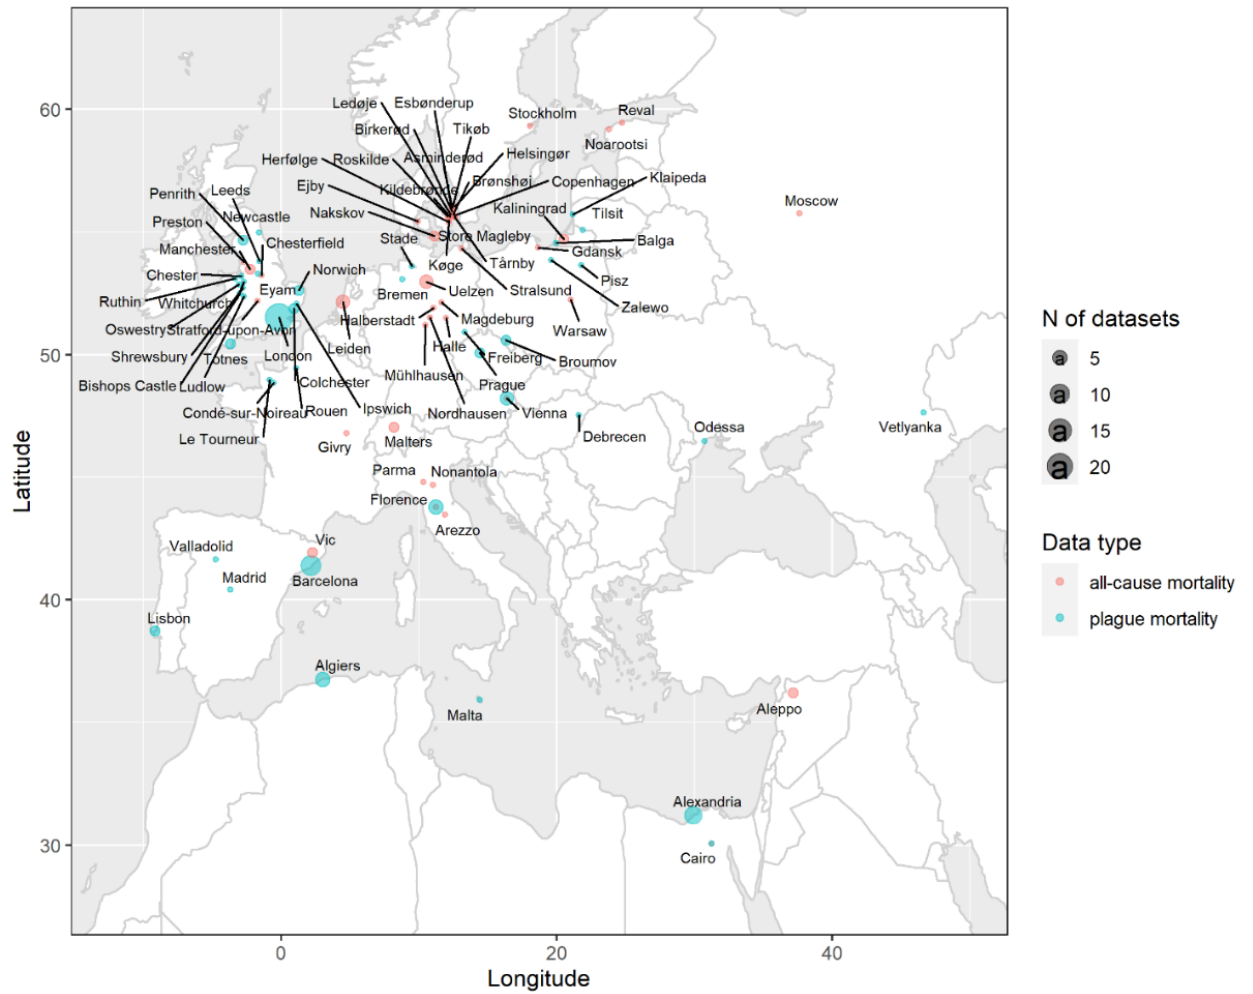 60
50
40
30
Latitude
0
20
40
Longitude
Ledøje
Esbønderup
Stockholm
Reval
Birkerød
Tikøb
Noarootsi
Herfølge
Roskilde
Asminderød
Helsingør
Ejby
Kildebrønde
Brønshøj
Copenhagen
Klaipeda
Penrith
Leeds
Nakskov
Kaliningrad
Tilsit
Moscow
Preston
Newcastle
Stade
Store Magleby
Balga
Manchester
Chesterfield
Gdansk
Chester
Norwich
Køge
Tårnby
Pisz
Ruthin
Whitchurch
Eyam
Bremen
Uelzen
Stralsund
Zalewo
Oswestry
Stratford-upon-Avon
Halberstadt
Magdeburg
Warsaw
Shrewsbury
Totnes
London
Leiden
Halle
Freiberg
Broumov
Bishops Castle
Ludlow
Colchester
Mühlhausen
Prague
Condé-sur-Noireau
Rouen
Ipswich
Nordhausen
Vienna
Le Tourneur
Givry
Malters
Debrecen
Odessa
Vetlyanka
Parma
Nonantola
Florence
Arezzo
Valladolid
Vic
Madrid
Barcelona
Lisbon
Algiers
Malta
Aleppo
Alexandria
Cairo
N of datasets
a 5
a 10
a 15
a 20
Data type
all-cause mortality
plague mortality